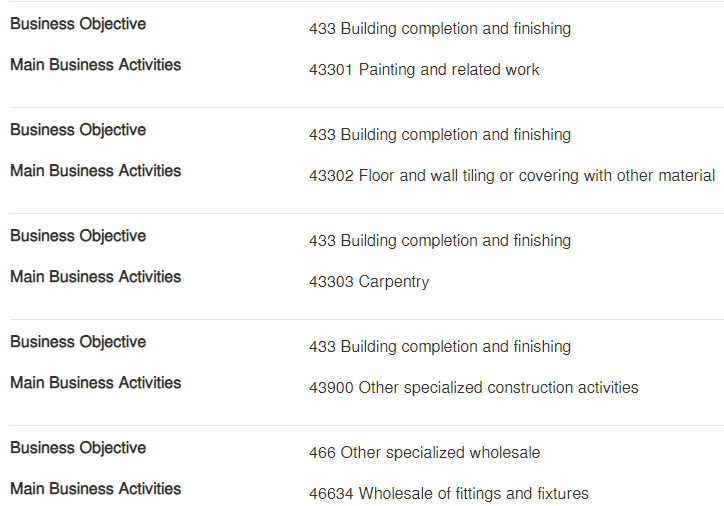 Business Objective 433 Building completion and finishing
Main Business Activities 43301 Painting and related work
Business Objective 433 Building completion and finishing
Main Business Activities 43302 Floor and wall tiling or covering with other material
Business Objective 433 Building completion and finishing
Main Business Activities 43303 Carpentry
Business Objective 433 Building completion and finishing
Main Business Activities 43900 Other specialized construction activities
Business Objective 466 Other specialized wholesale
Main Business Activities 46634 Wholesale of fittings and fixtures